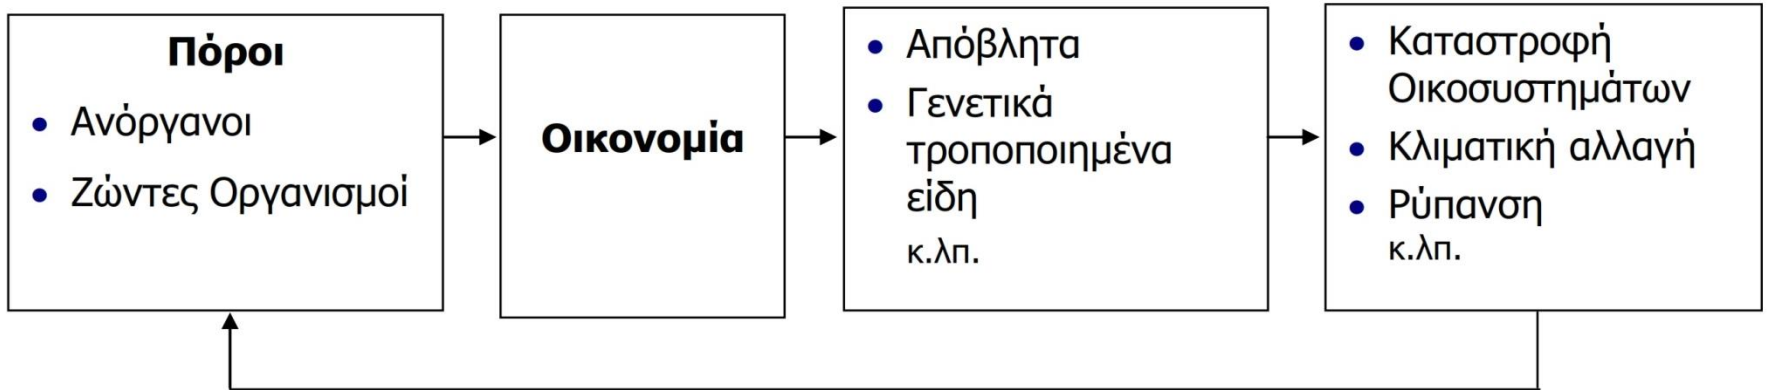 Πόροι
• Ανόργανοι
• Ζώντες Οργανισμοί
Οικονομία
• Απόβλητα
• Γενετικά
τροποποιημένα
είδη
κ.λπ.
• Καταστροφή
Οικοσυστημάτων
• Κλιματική αλλαγή
• Ρύπανση
κ.λπ.